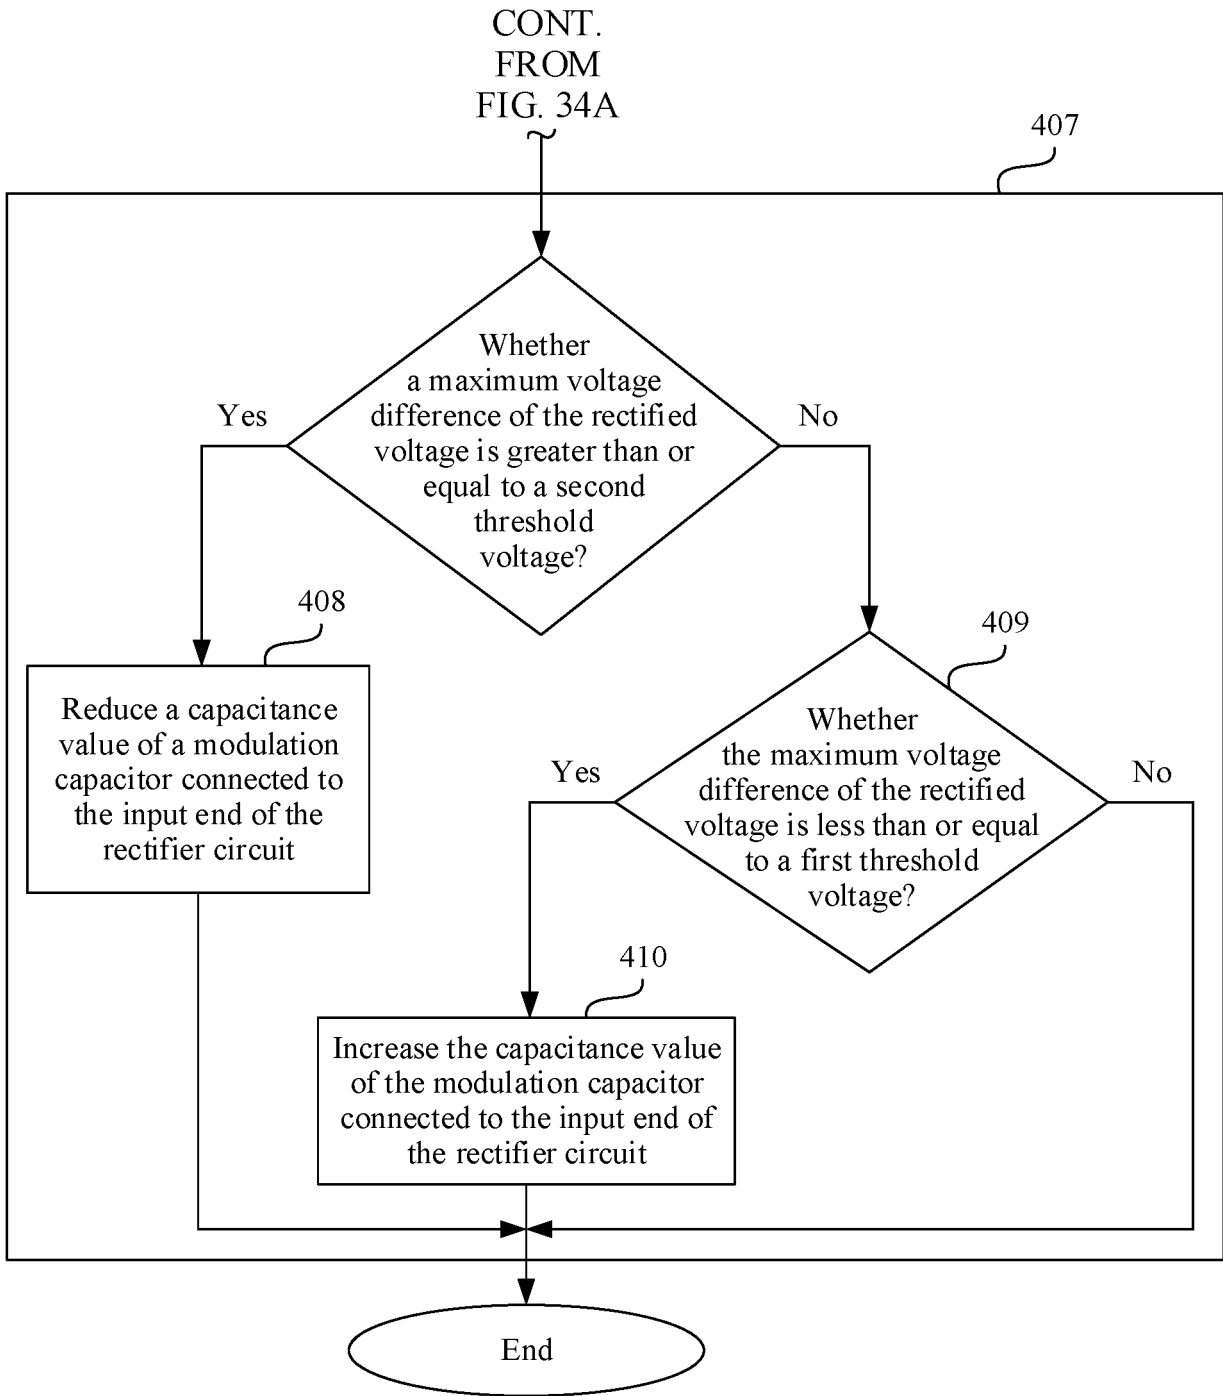 CONT.
FROM
FIG. 34A
407
Whether
a maximum voltage
difference of the rectified
voltage is greater than or
equal to a second
threshold
voltage?
Yes
No
408
Reduce a capacitance
value of a modulation
capacitor connected to
the input end of the
rectifier circuit
409
Whether
the maximum voltage
difference of the rectified
voltage is less than or equal
to a first threshold
voltage?
Yes
No
410
Increase the capacitance value
of the modulation capacitor
connected to the input end of
the rectifier circuit
End